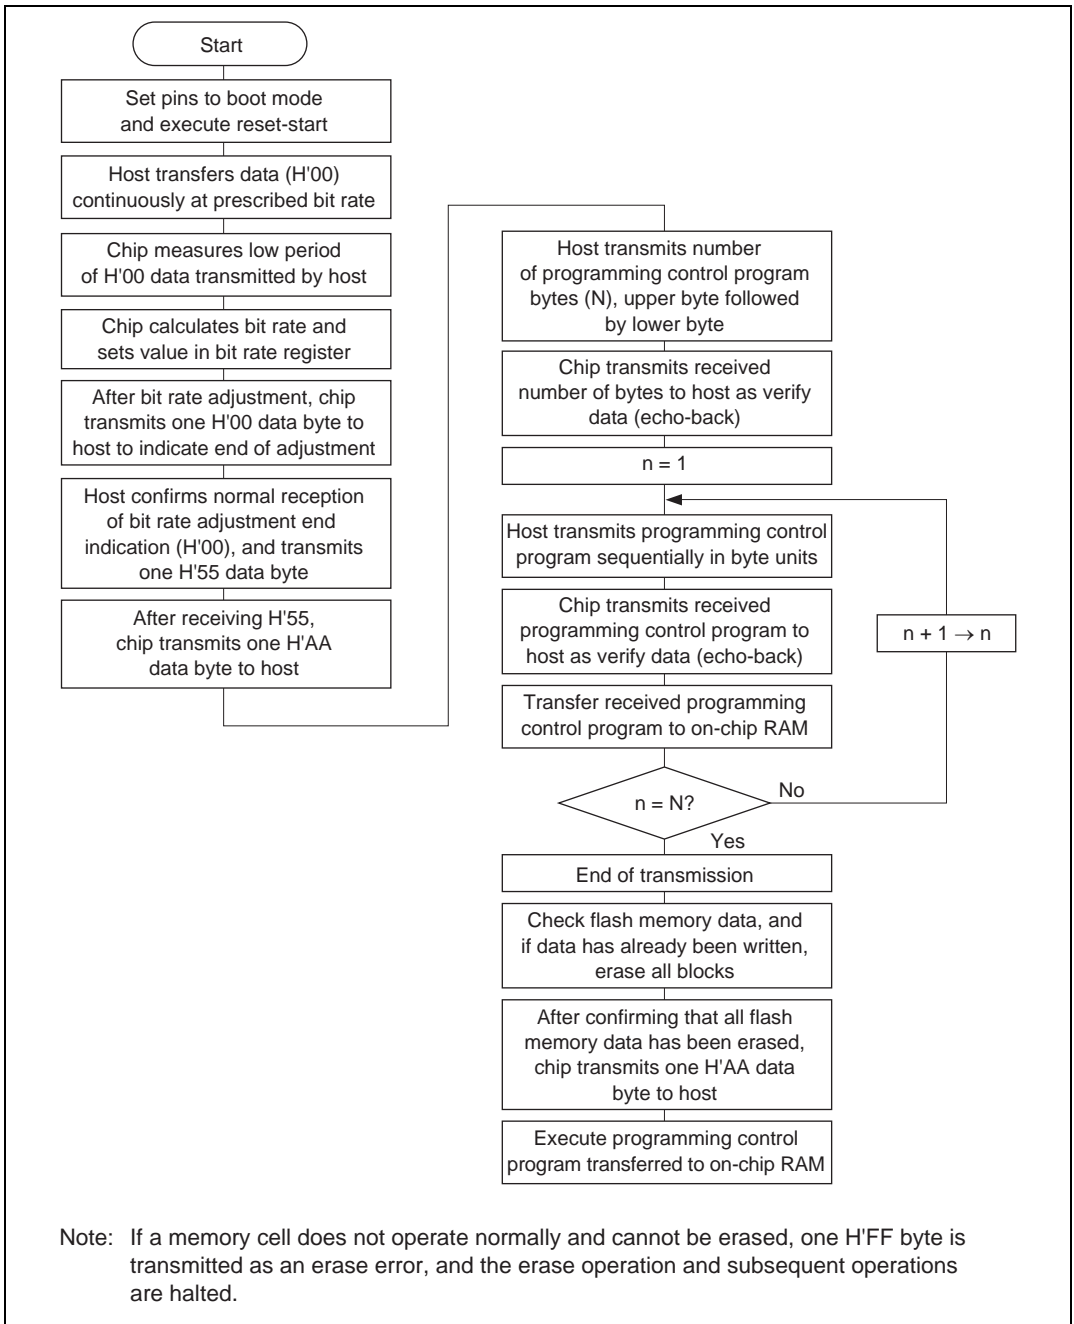 Start
Set pins to boot mode
and execute reset-start
Host transfers data (H'00)
continuously at prescribed bit rate
Chip measures low period
of H'00 data transmitted by host
Chip calculates bit rate and
sets value in bit rate register
After bit rate adjustment, chip
transmits one H'00 data byte to
host to indicate end of adjustment
Host confirms normal reception
of bit rate adjustment end
indication (H'00), and transmits
one H'55 data byte
After receiving H'55,
chip transmits one H'AA
data byte to host
Host transmits number
of programming control program
bytes (N), upper byte followed
by lower byte
Chip transmits received
number of bytes to host as verify
data (echo-back)
n = 1
Host transmits programming control
program sequentially in byte units
Chip transmits received
programming control program to
host as verify data (echo-back)
n + 1 → n
Transfer received programming
control program to on-chip RAM
n = N?
No
Yes
End of transmission
Check flash memory data, and
if data has already been written,
erase all blocks
After confirming that all flash
memory data has been erased,
chip transmits one H'AA data
byte to host
Execute programming control
program transferred to on-chip RAM
Note: If a memory cell does not operate normally and cannot be erased, one H'FF byte is
transmitted as an erase error, and the erase operation and subsequent operations
are halted.